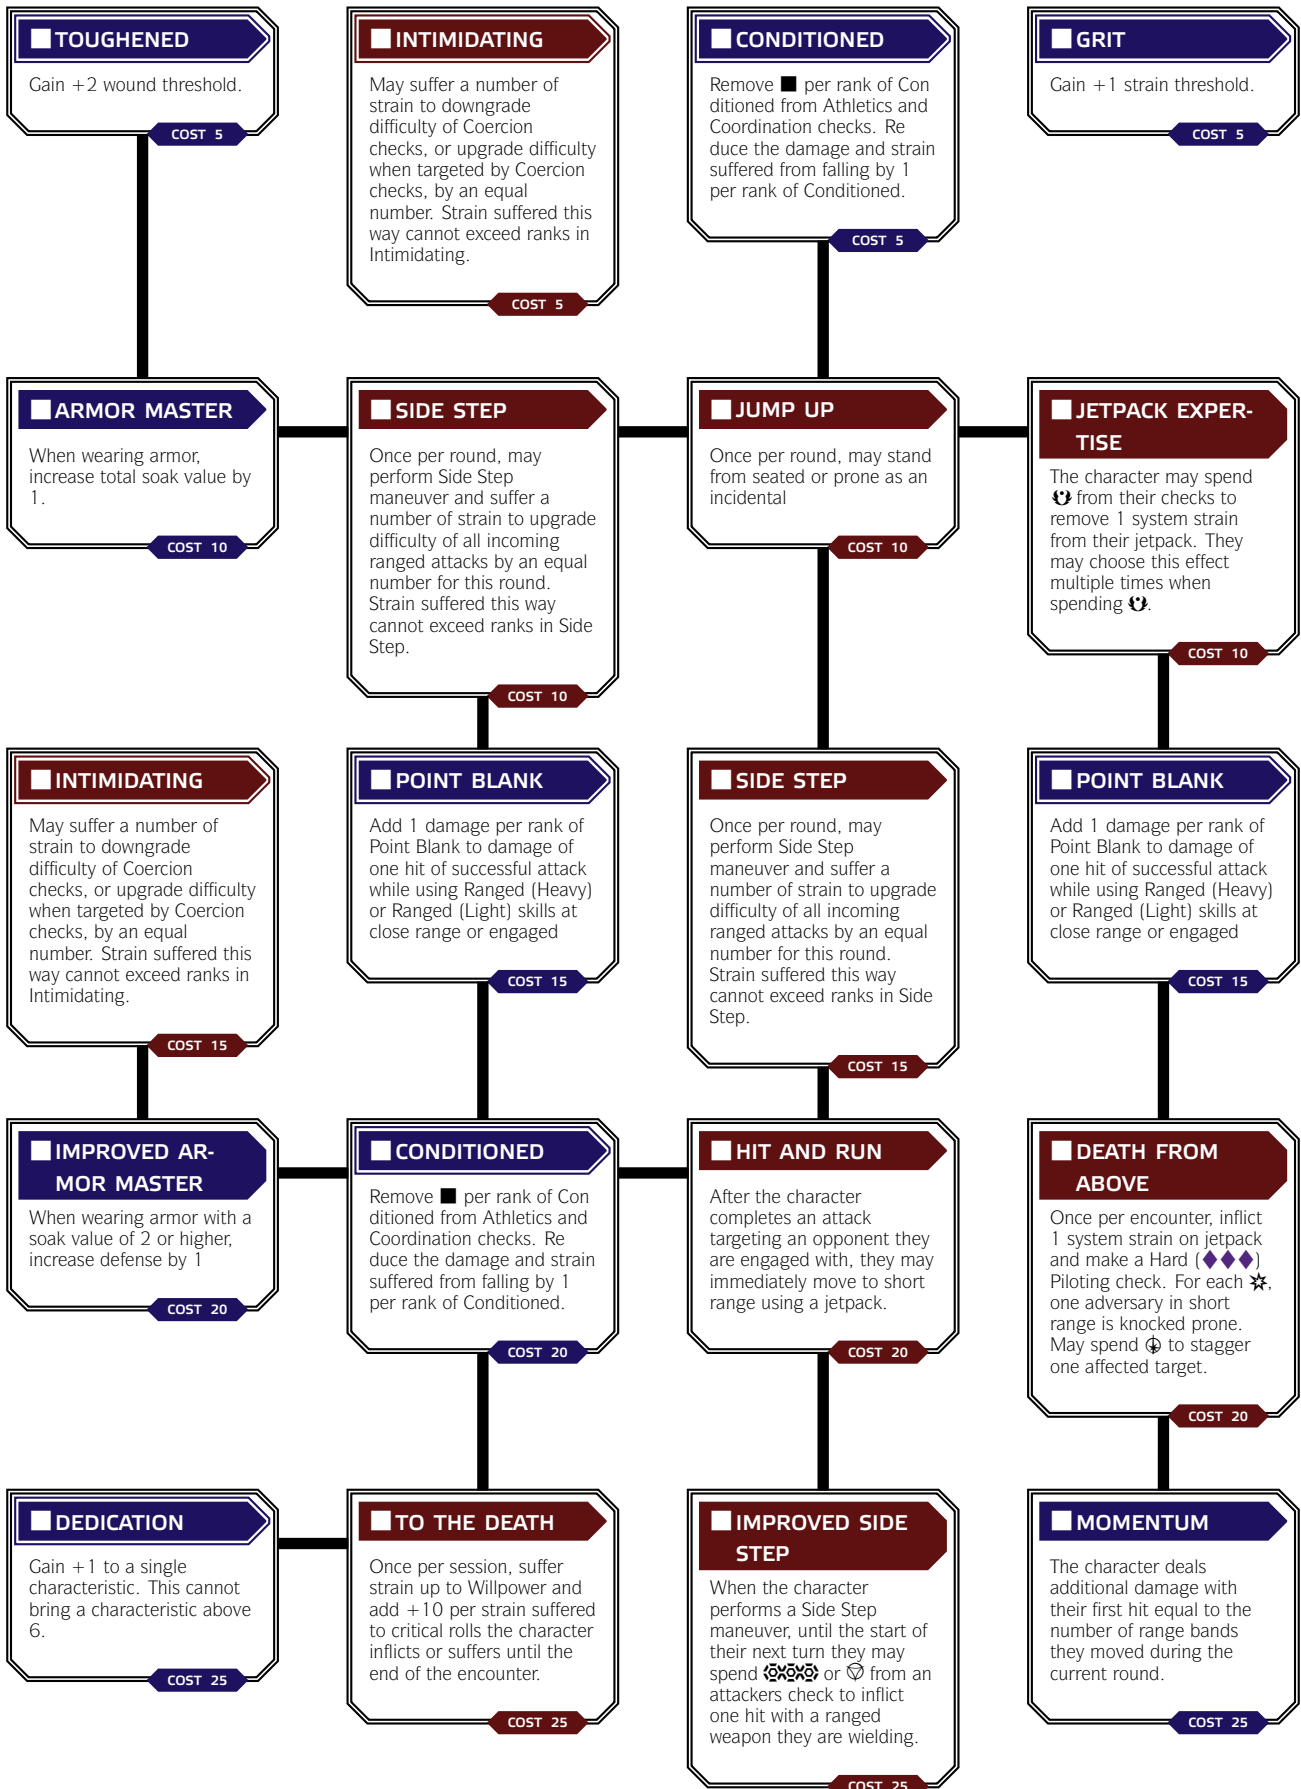 TOUGHENED
Gain +2 wound threshold.
COST 5
INTIMIDATING
May suffer a number of
strain to downgrade
difficulty of Coercion
checks, or upgrade difficulty
when targeted by Coercion
checks, by an equal
number. Strain suffered this
way cannot exceed ranks in
Intimidating.
COST 5
CONDITIONED
Remove ■ per rank of Con
ditioned from Athletics and
Coordination checks. Re
duce the damage and strain
suffered from falling by 1
per rank of Conditioned.
COST 5
GRIT
Gain +1 strain threshold.
COST 5
ARMOR MASTER
When wearing armor,
increase total soak value by
1.
COST 10
SIDE STEP
Once per round, may
perform Side Step
maneuver and suffer a
number of strain to upgrade
difficulty of all incoming
ranged attacks by an equal
number for this round.
Strain suffered this way
cannot exceed ranks in Side
Step.
COST 10
JUMP UP
Once per round, may stand
from seated or prone as an
incidental
COST 10
JETPACK EXPER-
TISE
The character may spend
from their checks to
remove 1 system strain
from their jetpack. They
may choose this effect
multiple times when
spending .
COST 10
INTIMIDATING
May suffer a number of
strain to downgrade
difficulty of Coercion
checks, or upgrade difficulty
when targeted by Coercion
checks, by an equal
number. Strain suffered this
way cannot exceed ranks in
Intimidating.
COST 15
POINT BLANK
Add 1 damage per rank of
Point Blank to damage of
one hit of successful attack
while using Ranged (Heavy)
or Ranged (Light) skills at
close range or engaged
COST 15
SIDE STEP
Once per round, may
perform Side Step
maneuver and suffer a
number of strain to upgrade
difficulty of all incoming
ranged attacks by an equal
number for this round.
Strain suffered this way
cannot exceed ranks in Side
Step.
COST 15
POINT BLANK
Add 1 damage per rank of
Point Blank to damage of
one hit of successful attack
while using Ranged (Heavy)
or Ranged (Light) skills at
close range or engaged
COST 15
IMPROVED AR-
MOR MASTER
When wearing armor with a
soak value of 2 or higher,
increase defense by 1
COST 20
CONDITIONED
Remove ■ per rank of Con
ditioned from Athletics and
Coordination checks. Re
duce the damage and strain
suffered from falling by 1
per rank of Conditioned.
COST 20
HIT AND RUN
After the character
completes an attack
targeting an opponent they
are engaged with, they may
immediately move to short
range using a jetpack.
COST 20
DEATH FROM
ABOVE
Once per encounter, inflict
1 system strain on jetpack
and make a Hard (◆◆◆)
Piloting check. For each ,
one adversary in short
range is knocked prone.
May spend to stagger
one affected target.
COST 20
DEDICATION
Gain +1 to a single
characteristic. This cannot
bring a characteristic above
6.
COST 25
TO THE DEATH
Once per session, suffer
strain up to Willpower and
add +10 per strain suffered
to critical rolls the character
inflicts or suffers until the
end of the encounter.
COST 25
IMPROVED SIDE
STEP
When the character
performs a Side Step
maneuver, until the start of
their next turn they may
spend or from an
attackers check to inflict
one hit with a ranged
weapon they are wielding.
COST 25
MOMENTUM
The character deals
additional damage with
their first hit equal to the
number of range bands
they moved during the
current round.
COST 25